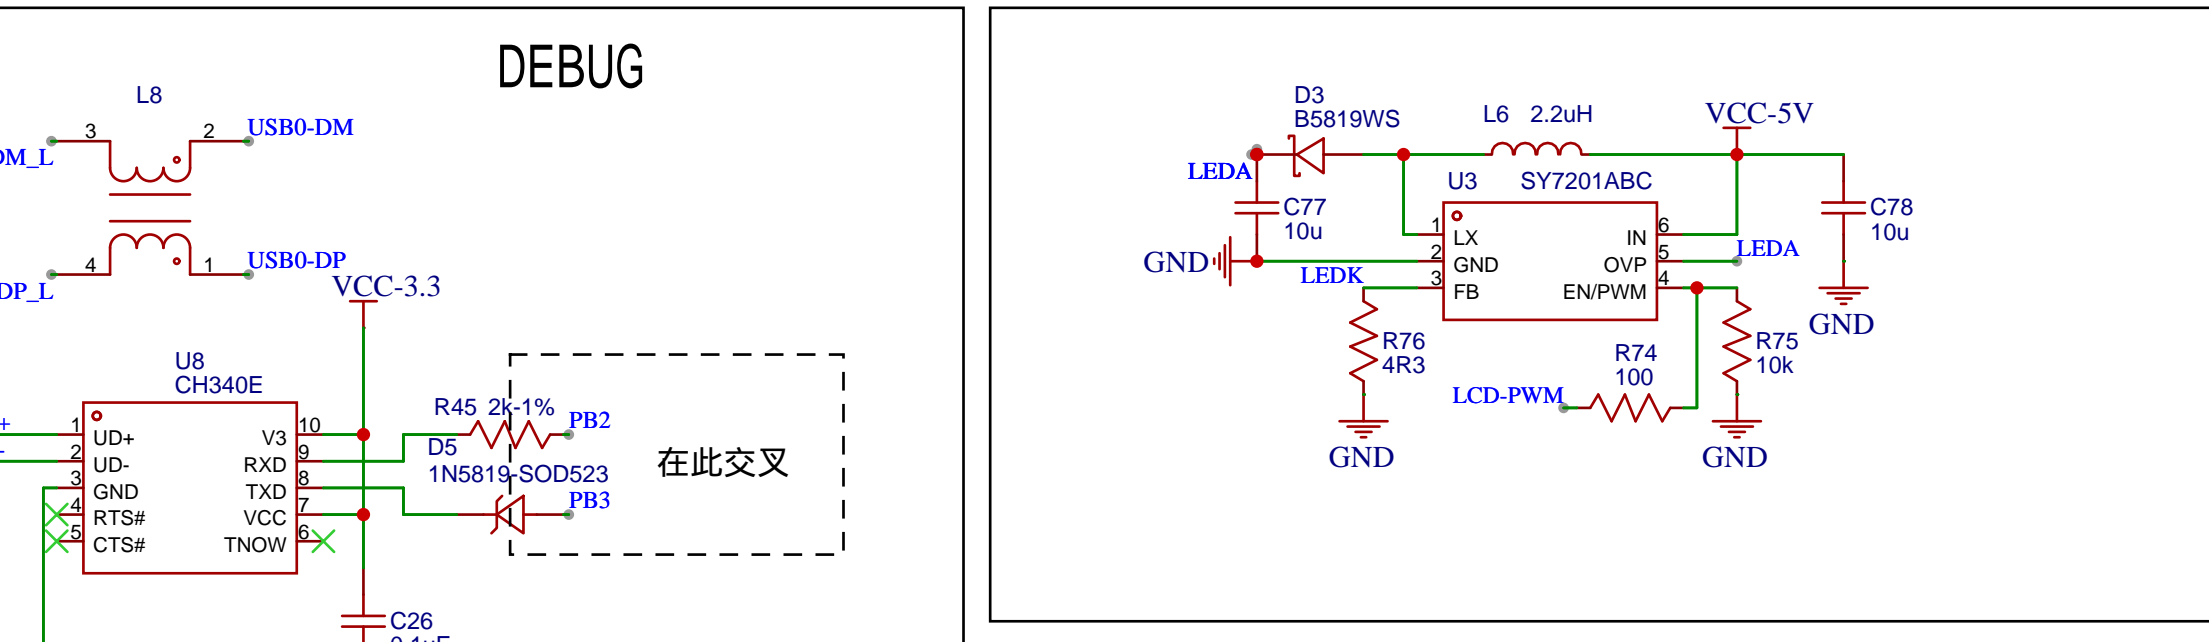 DEBUG
L8
3
2
USB0-DM
DM_L
4
1
USB0-DP
DP_L
VCC-3.3
U8
CH340E
+
1
UD+
V3
10
-
2
UD-
RXD
9
3
GND
TXD
8
4
RTS#
VCC
7
5
CTS#
TNOW
6
R45 2k-1%
PB2
D5
1N5819-SOD523
PB3
在此交叉
C26
D3
B5819WS
L6 2.2uH
VCC-5V
LEDA
U3 SY7201ABC
C77
10u
C78
10u
1
LX
IN
6
GND
2
GND
OVP
5
LEDA
LEDK
3
FB
EN/PWM
4
GND
R76
4R3
R74
100
R75
10k
LCD-PWM
GND
GND